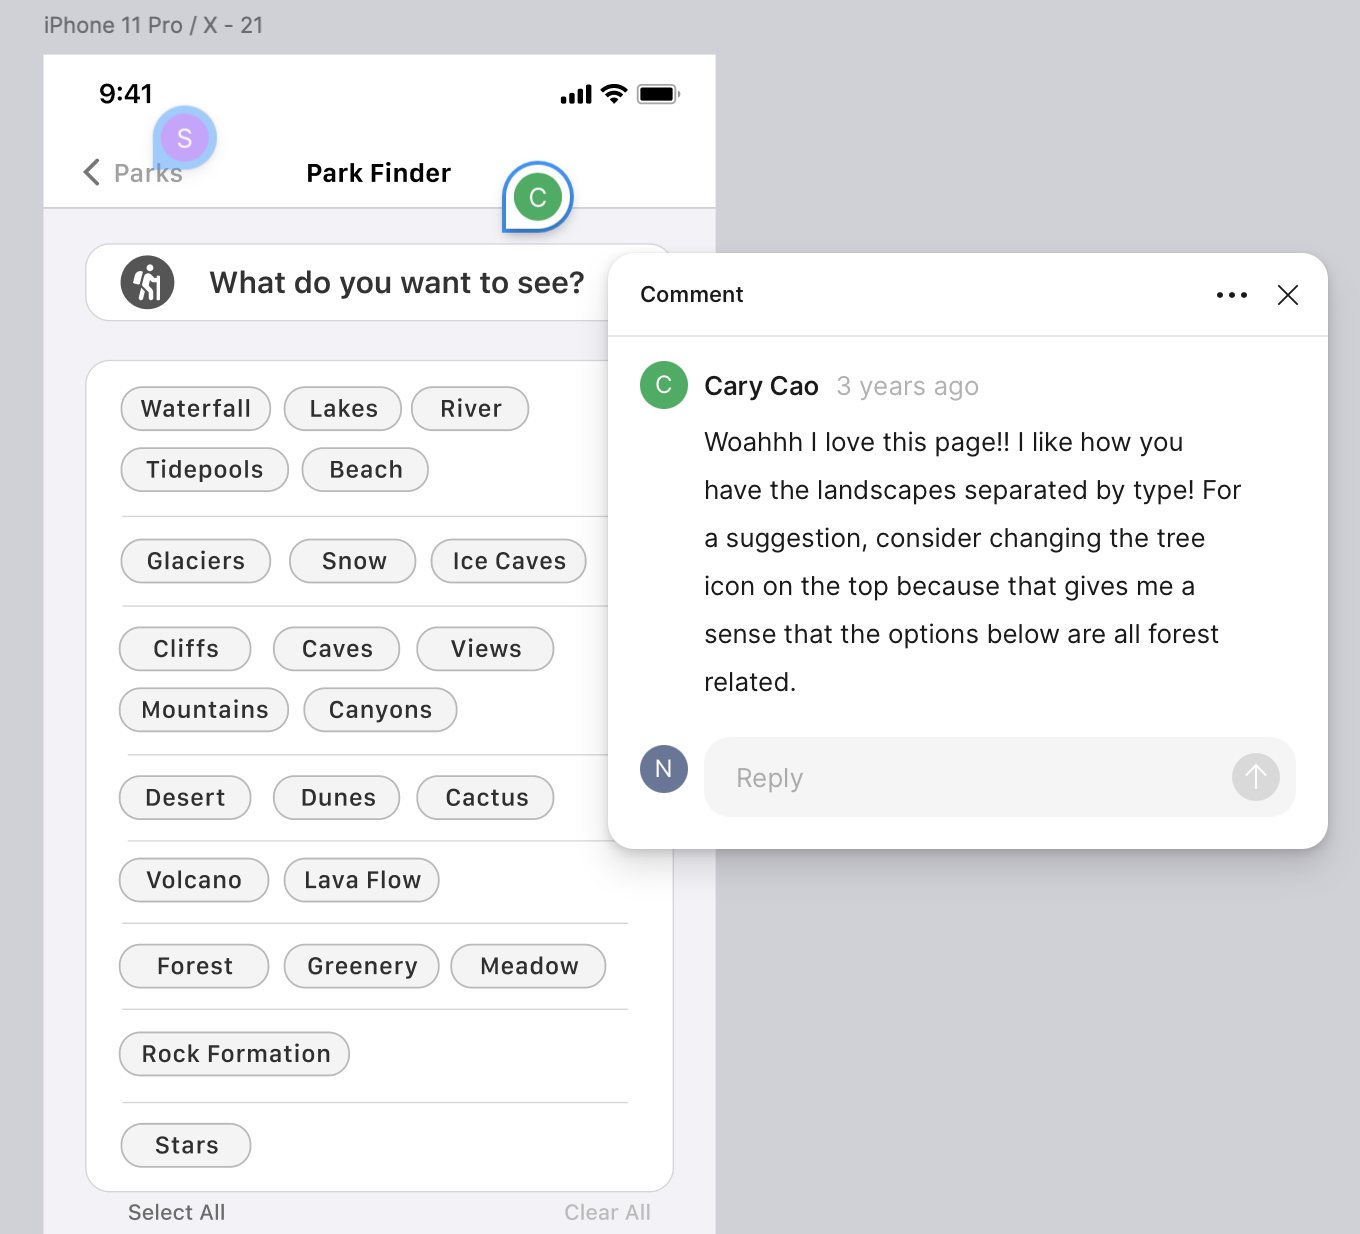 iPhone 11 Pro / X - 21
9:41
S
Parks
Park Finder
C
What do you want to see?
Waterfall Lakes River
Tidepools Beach
Glaciers Snow Ice Caves
Cliffs Caves Views
Mountains Canyons
Desert Dunes Cactus
Volcano Lava Flow
Forest Greenery Meadow
Rock Formation
Stars
Select All Clear All
Comment
C
Cary Cao 3 years ago
Woahhh I love this page!! I like how you
have the landscapes separated by type! For
a suggestion, consider changing the tree
icon on the top because that gives me a
sense that the options below are all forest
related.
N
Reply